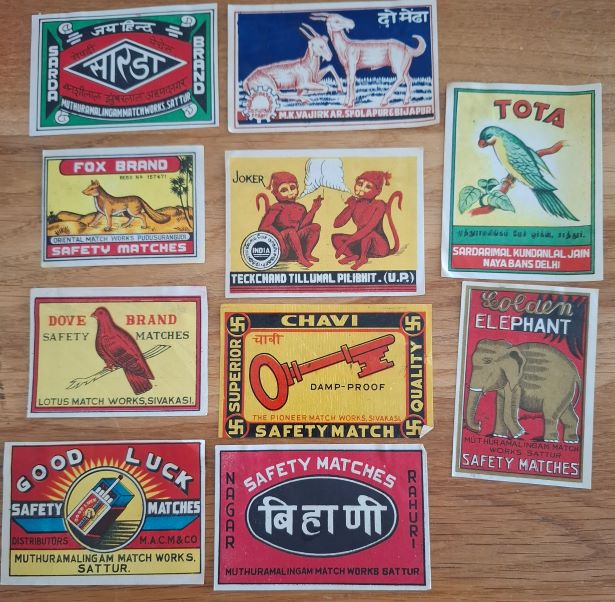 जय हिन्द
SARDA
सारडा
BRAND
MUTHURAMALINGAM MATCH WORKS. SATTUR
दो मेंढा
M.K. VAJIRKAR. SPOLAPUR & BIJAPUR
FOX BRAND
ORIENTAL MATCH WORKS PUDUSURANGUDI
SAFETY MATCHES
JOKER
INDIA
TECKCHAND TILLUMAL PILIBHIT. (U.P.)
TOTA
SARDARIMAL KUNDANLAL JAIN
NAYA BANS DELHI
DOVE BRAND
SAFETY MATCHES
LOTUS MATCH WORKS, SIVAKASI.
CHAVI
चाबी
SUPERIOR
QUALITY
DAMP-PROOF
THE PIONEER MATCH WORKS, SIVAKASI.
SAFETY MATCH
Golden
ELEPHANT
MUTHURAMALINGAM MATCH
WORKS SATTUR
SAFETY MATCHES
GOOD LUCK
SAFETY MATCHES
DISTRIBUTORS M.A.C.M & CO
MUTHURAMALINGAM MATCH WORKS,
SATTUR.
SAFETY MATCHES
NAGAR
बिहाणी
RAHURI
MUTHURAMALINGAM MATCH WORKS SATTUR